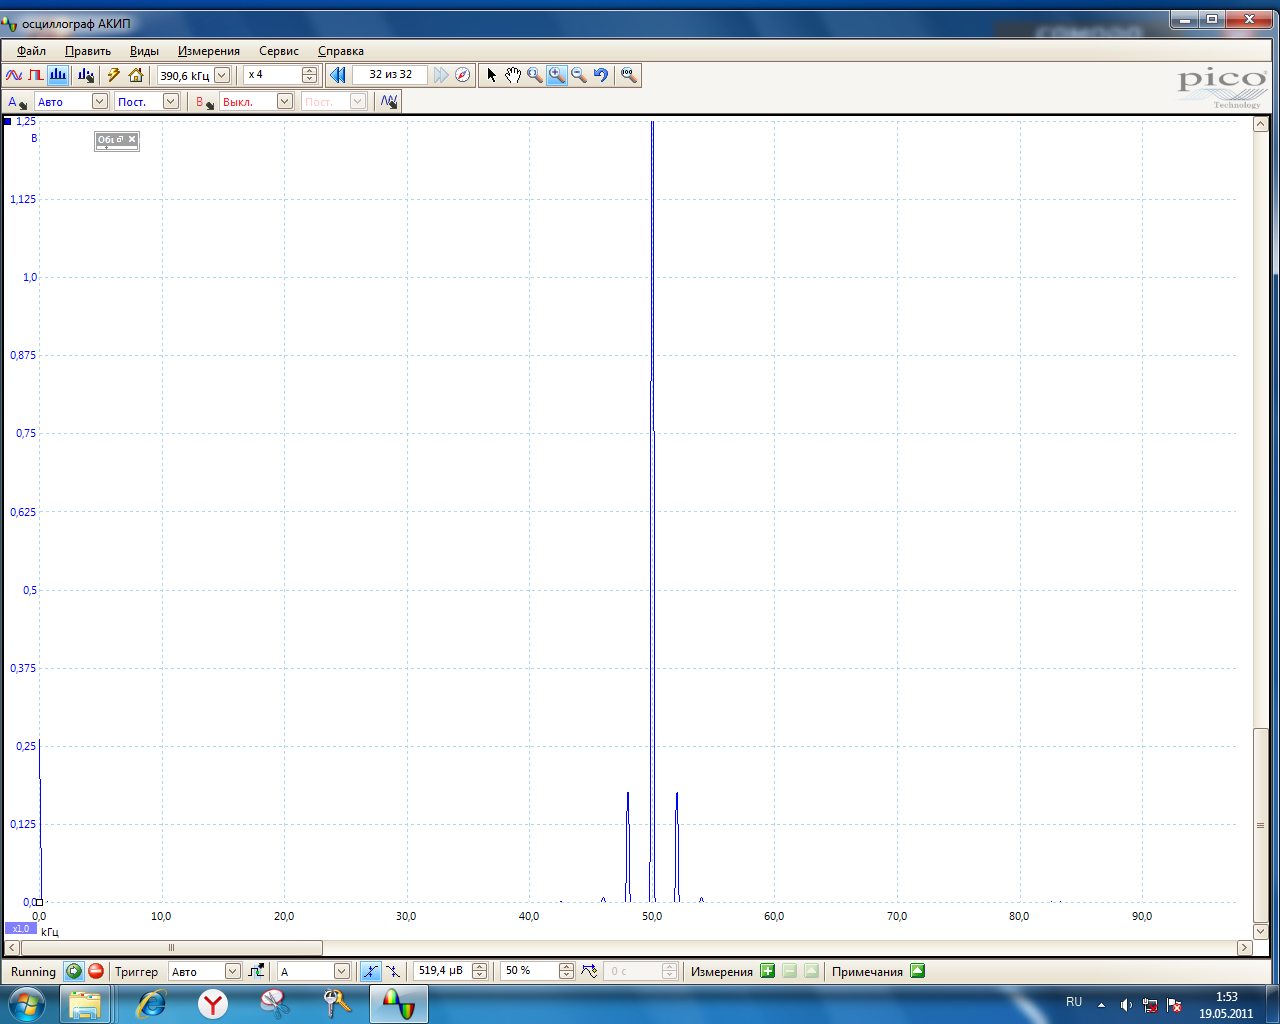 осциллограф АКИП
Файл Править Виды Измерения Сервис Справка
390,6 кГц x 4 32 из 32
A Авто Пост. B Выкл. Пост.
pico
Technology
1,25
В
1,125
1,0
0,875
0,75
0,625
0,5
0,375
0,25
0,125
0,0
0,0 10,0 20,0 30,0 40,0 50,0 60,0 70,0 80,0 90,0
x1,0 кГц
Running Триггер Авто A 519,4 µВ 50 % 0 с Измерения Примечания
RU 1:53
19.05.2011